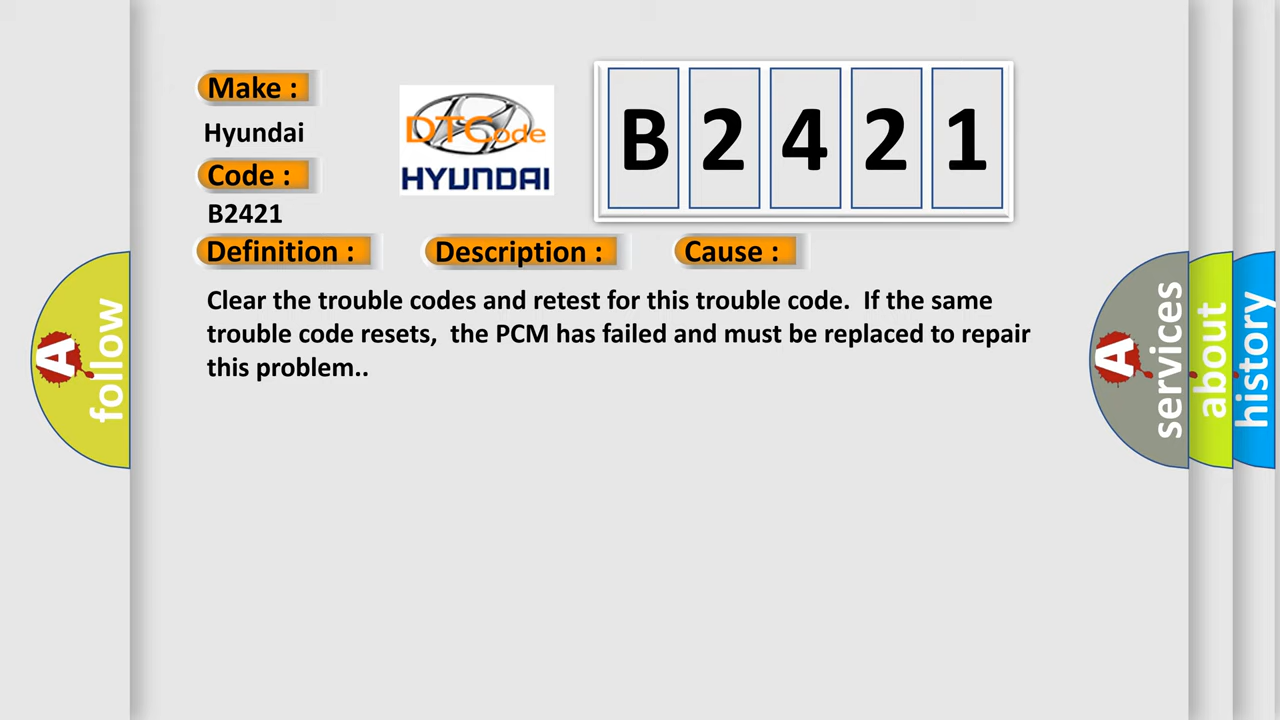 Make :
Hyundai
Code :
B2421
DTCode
HYUNDAI
B 2 4 2 1
Definition :
Description :
Cause :
Clear the trouble codes and retest for this trouble code. If the same
trouble code resets, the PCM has failed and must be replaced to repair
this problem..
A follow
A services
about
history